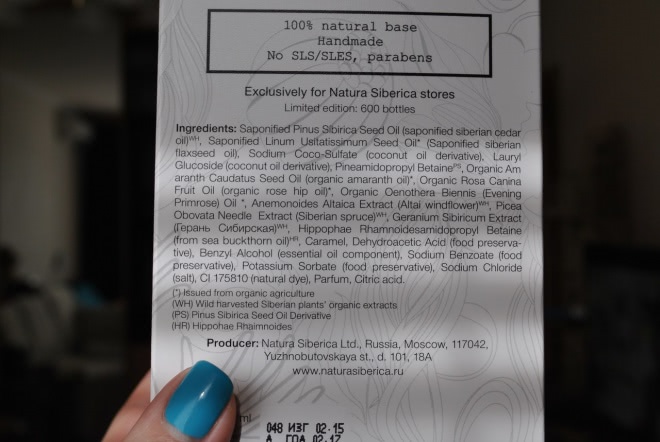 100% natural base
Handmade
No SLS/SLES, parabens
Exclusively for Natura Siberica stores
Limited edition: 600 bottles
Ingredients: Saponified Pinus Sibirica Seed Oil (saponified siberian cedar
oil)WH, Saponified Linum Usitatissimum Seed Oil* (Saponified siberian
flaxseed oil), Sodium Coco-Sulfate (coconut oil derivative), Lauryl
Glucoside (coconut oil derivative), Pineamidopropyl BetainePS, Organic Am
aranth Caudatus Seed Oil (organic amaranth oil)*, Organic Rosa Canina
Fruit Oil (organic rose hip oil)*, Organic Oenothera Biennis (Evening
Primrose) Oil *, Anemonoides Altaica Extract (Altai windflower)WH, Picea
Obovata Needle Extract (Siberian spruce)WH, Geranium Sibiricum Extract
(Герань Сибирская)WH, Hippophae Rhamnoidesamidopropyl Betaine
(from sea buckthorn oil)HR, Caramel, Dehydroacetic Acid (food preserva-
tive), Benzyl Alcohol (essential oil component), Sodium Benzoate (food
preservative), Potassium Sorbate (food preservative), Sodium Chloride
(salt), CI 175810 (natural dye), Parfum, Citric acid.
(*) Issued from organic agriculture
(WH) Wild harvested Siberian plants' organic extracts
(PS) Pinus Sibirica Seed Oil Derivative
(HR) Hippohae Rhaimnoides
Producer: Natura Siberica Ltd., Russia, Moscow, 117042,
Yuzhnobutovskaya st., d. 101, 18A
www.naturasiberica.ru
ml
048 ИЗГ 02.15
А ГОД 02.17